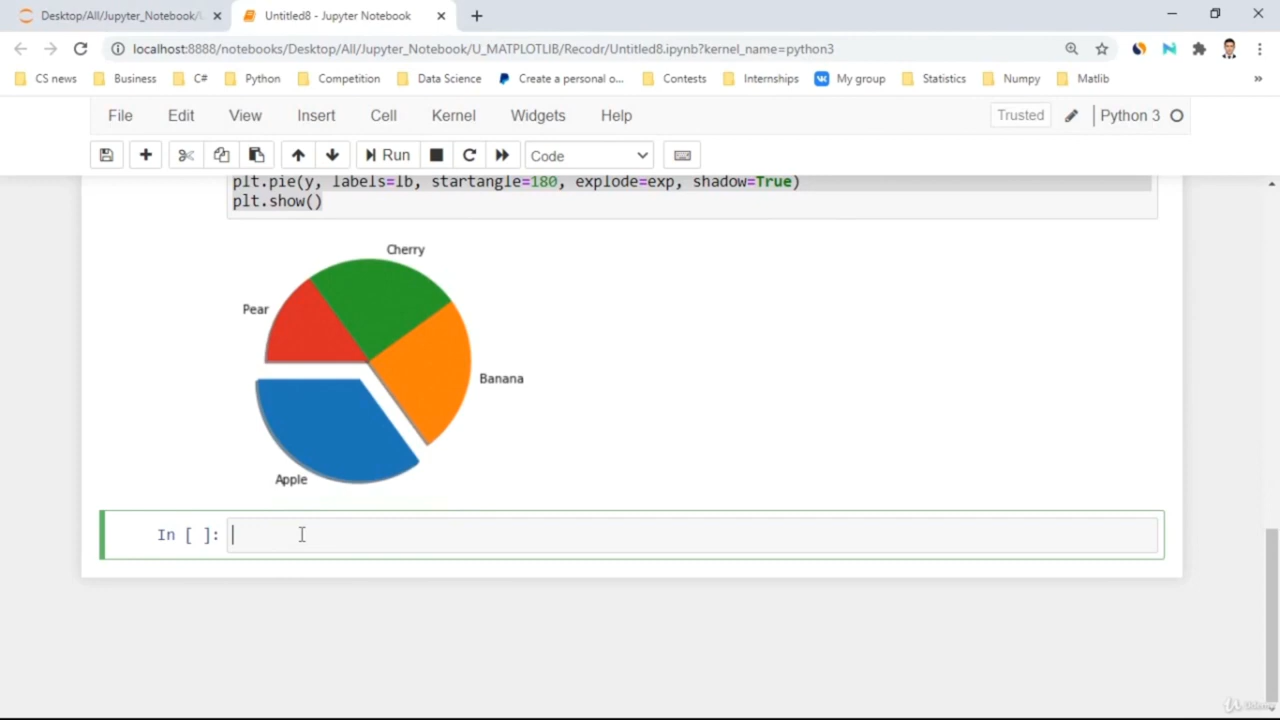 Desktop/All/Jupyter_Notebook/
Untitled8 - Jupyter Notebook
localhost:8888/notebooks/Desktop/All/Jupyter_Notebook/U_MATPLOTLIB/Recodr/Untitled8.ipynb?kernel_name=python3
CS news Business C# Python Competition Data Science Create a personal o... Contests Internships My group Statistics Numpy Matlib »
File Edit View Insert Cell Kernel Widgets Help Trusted Python 3
Run Code
plt.pie(y, labels=lb, startangle=180, explode=exp, shadow=True)
plt.show()
Cherry
Pear
Banana
Apple
In [ ]:
Udemy